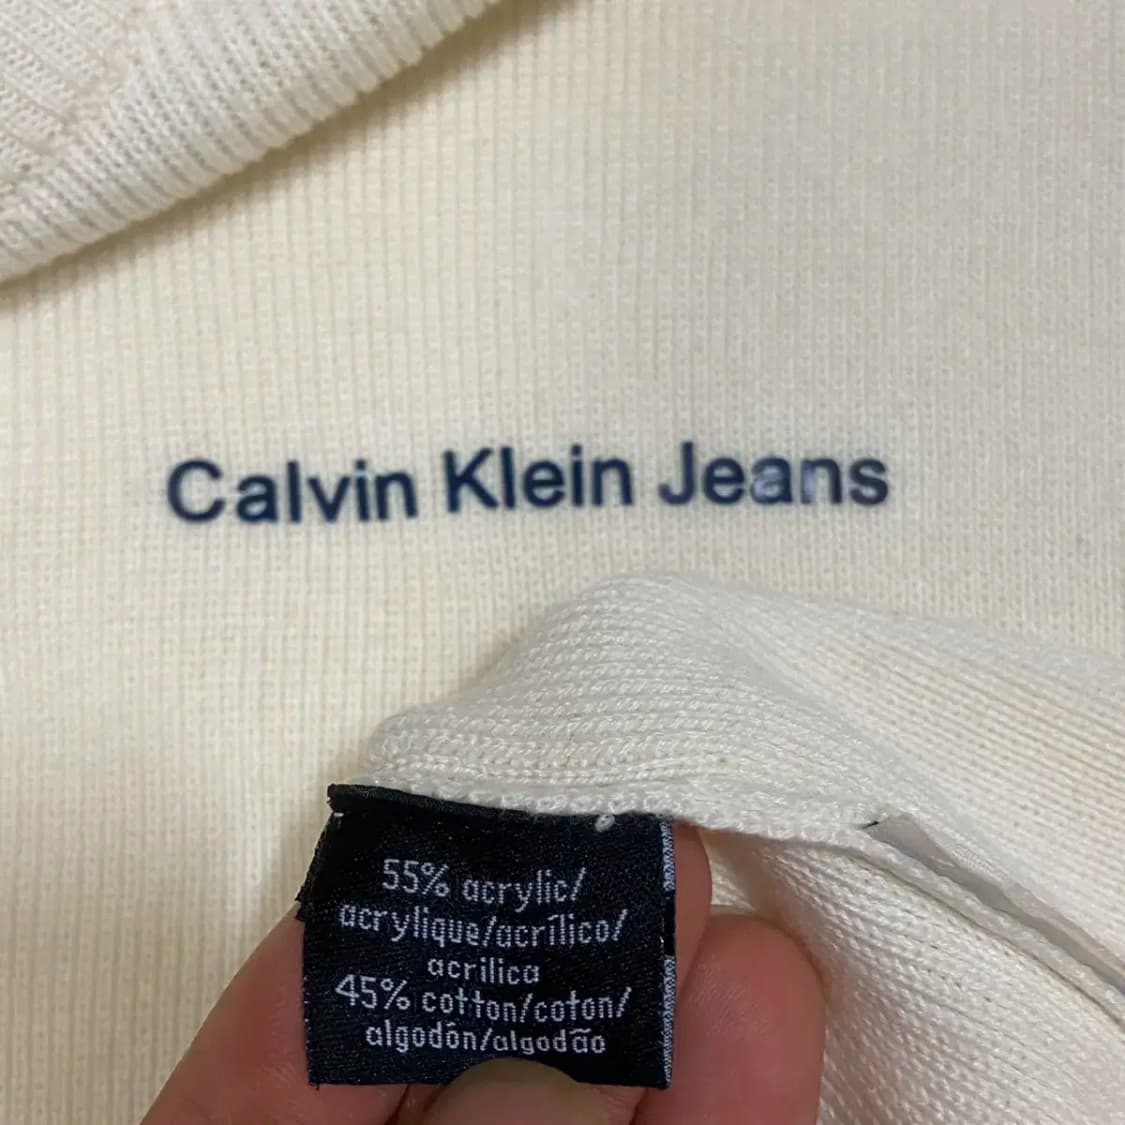 Calvin Klein Jeans
55% acrylic/
acrylique/acrílico/
acrilica
45% cotton/coton/
algodón/algodão